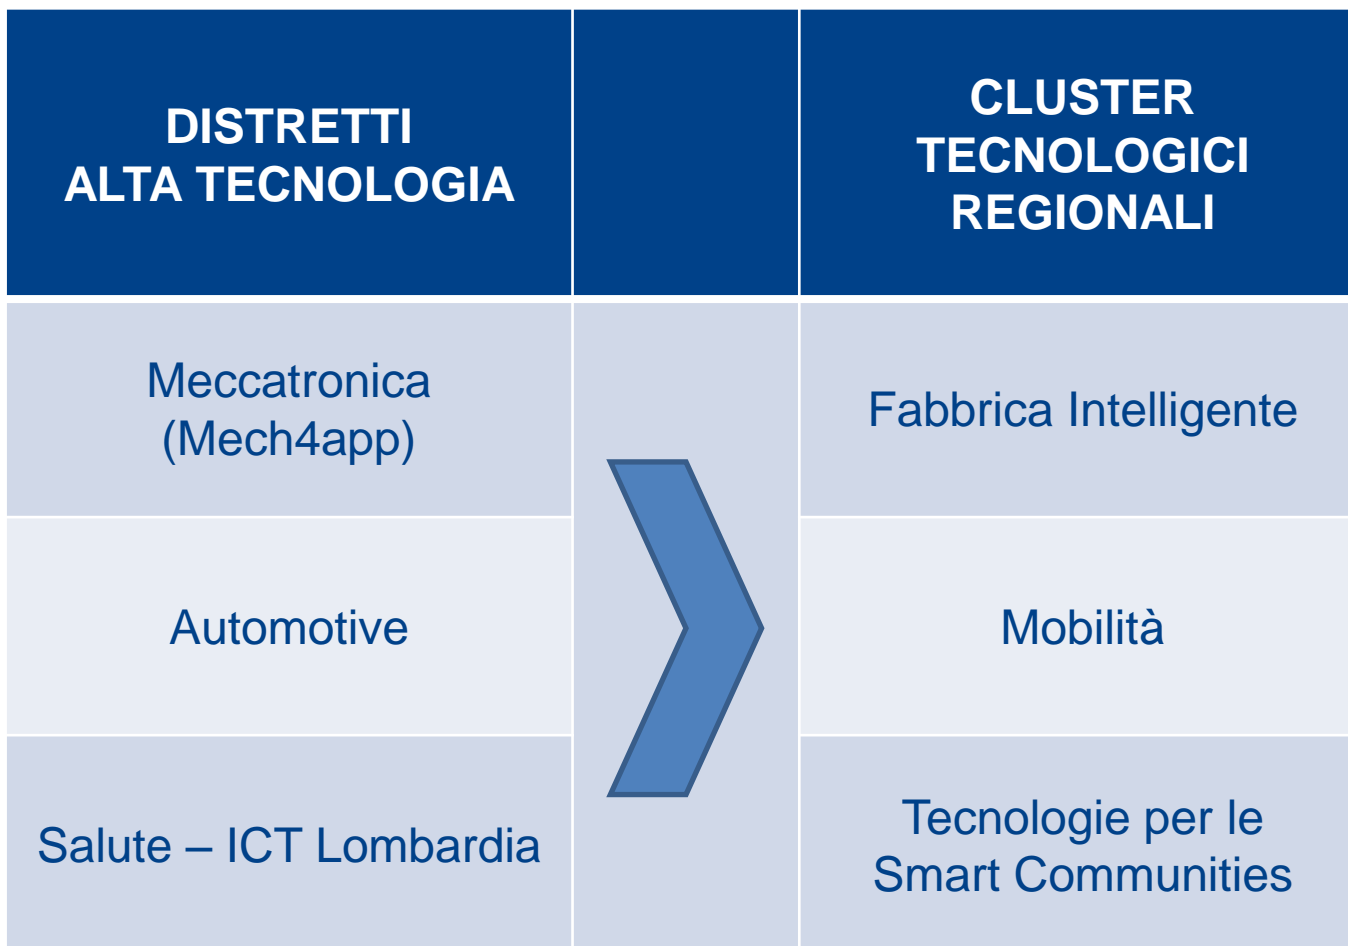 DISTRETTI
ALTA TECNOLOGIA
CLUSTER
TECNOLOGICI
REGIONALI
Meccatronica
(Mech4app)
Fabbrica Intelligente
Automotive
Mobilità
Salute – ICT Lombardia
Tecnologie per le
Smart Communities